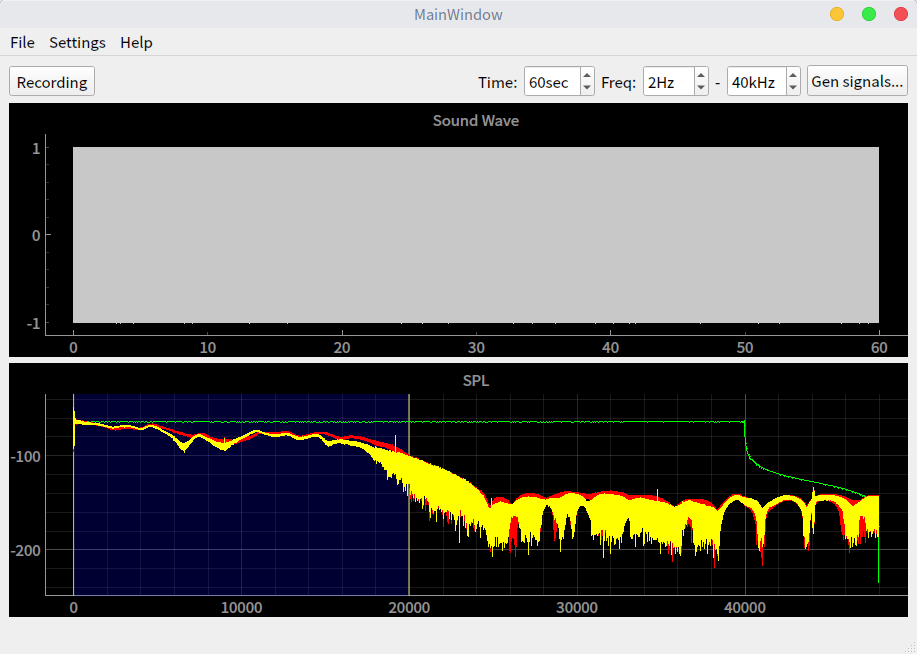 MainWindow
File Settings Help
Recording Time: 60sec Freq: 2Hz - 40kHz Gen signals...
Sound Wave
1
0
-1
0 10 20 30 40 50 60
SPL
-100
-200
0 10000 20000 30000 40000